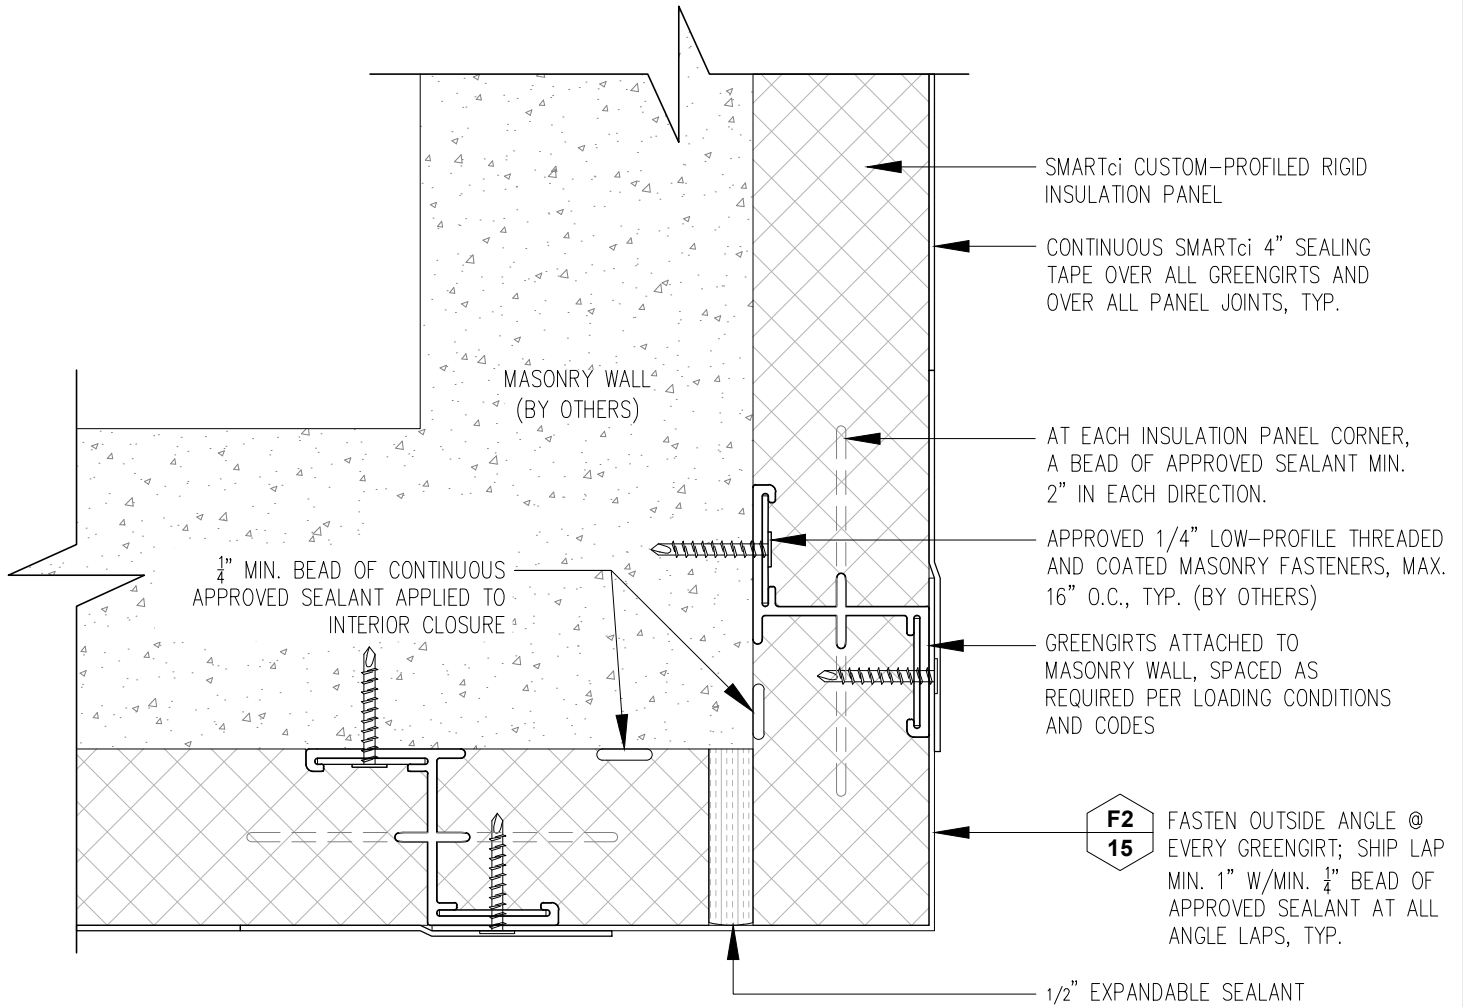 SMARTci CUSTOM-PROFILED RIGID
INSULATION PANEL
CONTINUOUS SMARTci 4" SEALING
TAPE OVER ALL GREENGIRTS AND
OVER ALL PANEL JOINTS, TYP.
MASONRY WALL
(BY OTHERS)
AT EACH INSULATION PANEL CORNER,
A BEAD OF APPROVED SEALANT MIN.
2" IN EACH DIRECTION.
APPROVED 1/4" LOW-PROFILE THREADED
AND COATED MASONRY FASTENERS, MAX.
16" O.C., TYP. (BY OTHERS)
1/4" MIN. BEAD OF CONTINUOUS
APPROVED SEALANT APPLIED TO
INTERIOR CLOSURE
GREENGIRTS ATTACHED TO
MASONRY WALL, SPACED AS
REQUIRED PER LOADING CONDITIONS
AND CODES
F2
15
FASTEN OUTSIDE ANGLE @
EVERY GREENGIRT; SHIP LAP
MIN. 1" W/MIN. 1/4" BEAD OF
APPROVED SEALANT AT ALL
ANGLE LAPS, TYP.
1/2" EXPANDABLE SEALANT